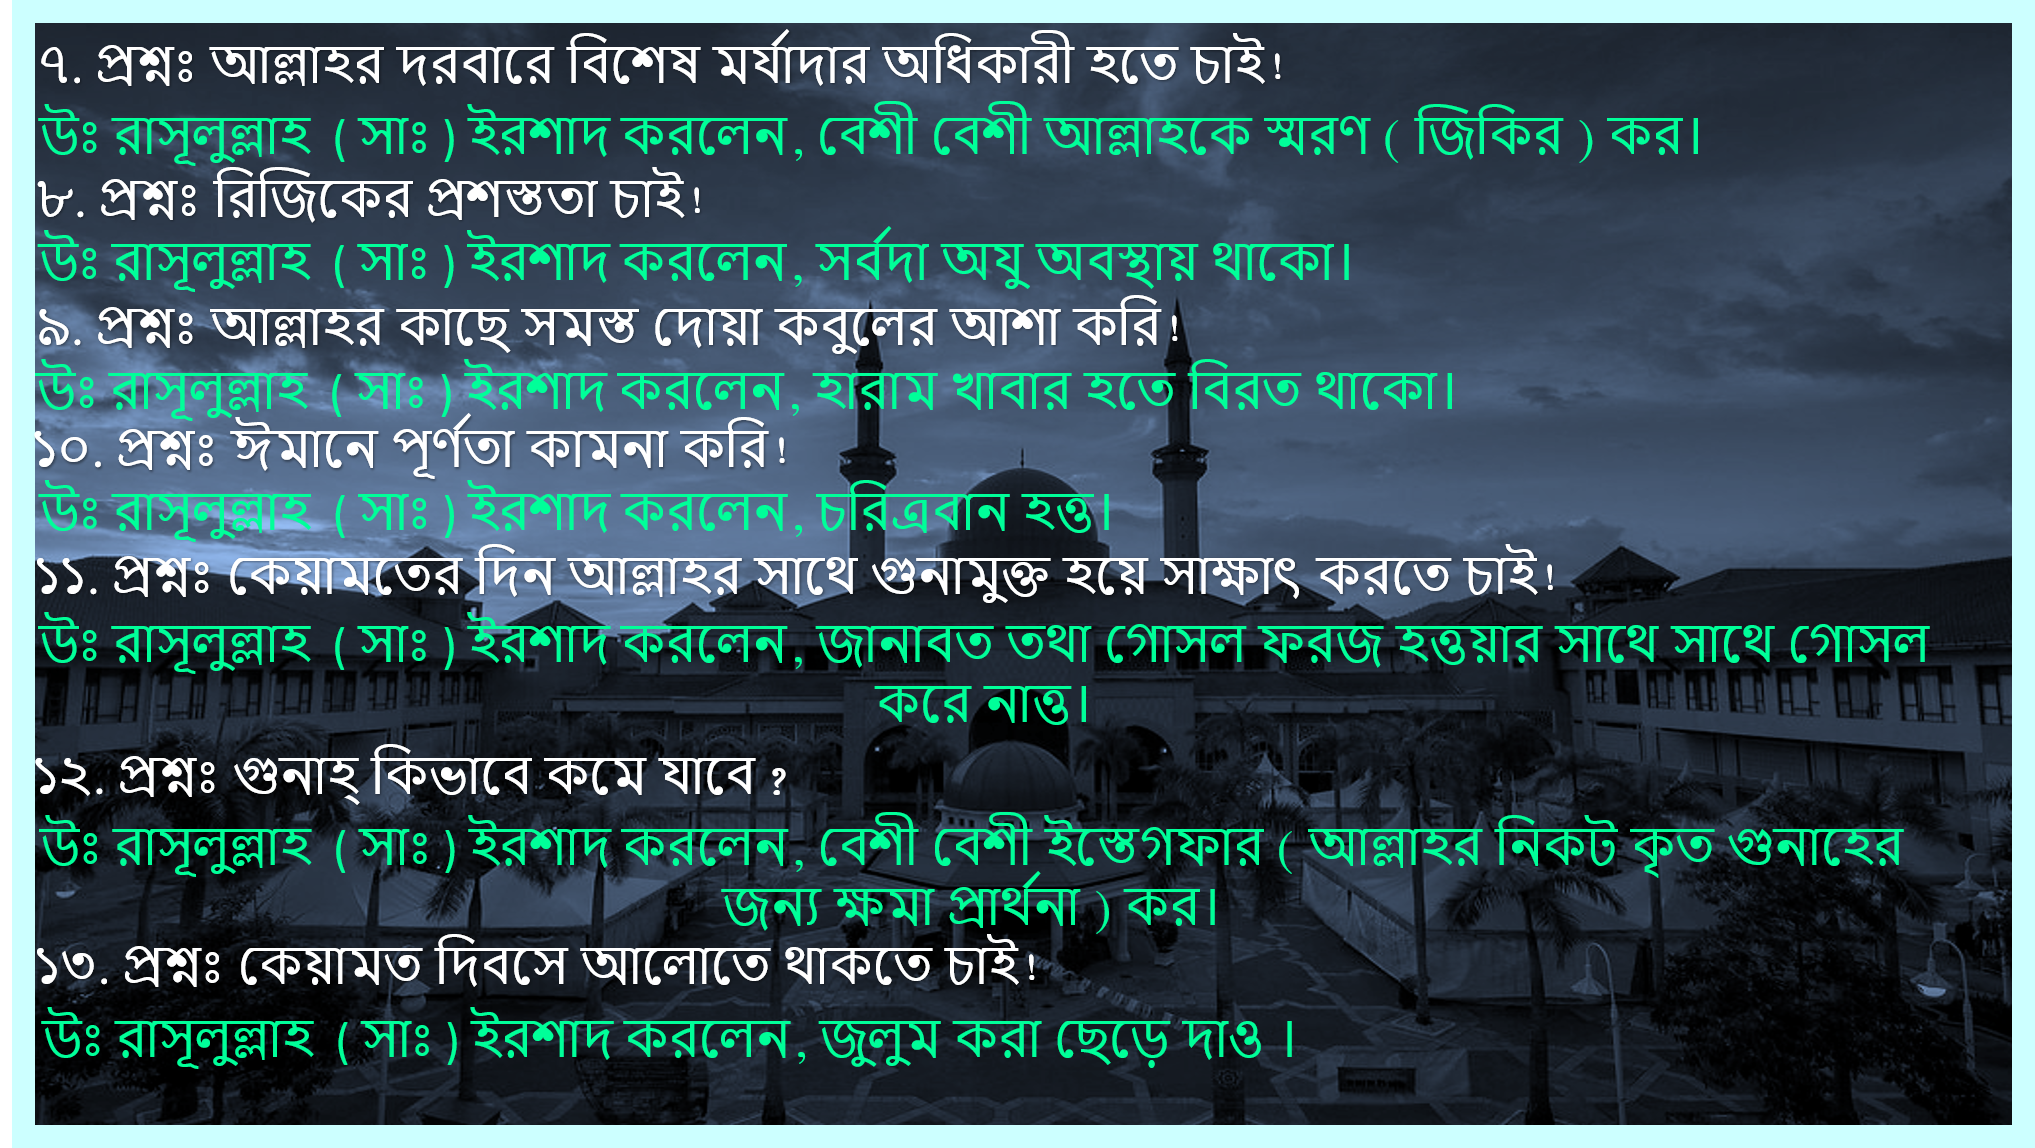 ৭. প্রশ্নঃ আল্লাহর দরবারে বিশেষ মর্যাদার অধিকারী হতে চাই!
উঃ রাসূলুল্লাহ ( সাঃ ) ইরশাদ করলেন, বেশী বেশী আল্লাহকে স্মরণ ( জিকির ) কর।
৮. প্রশ্নঃ রিজিকের প্রশস্ততা চাই!
উঃ রাসূলুল্লাহ ( সাঃ ) ইরশাদ করলেন, সর্বদা অযু অবস্থায় থাকো।
৯. প্রশ্নঃ আল্লাহর কাছে সমস্ত দোয়া কবুলের আশা করি!
উঃ রাসূলুল্লাহ ( সাঃ ) ইরশাদ করলেন, হারাম খাবার হতে বিরত থাকো।
১০. প্রশ্নঃ ঈমানে পূর্ণতা কামনা করি!
উঃ রাসূলুল্লাহ ( সাঃ ) ইরশাদ করলেন, চরিত্রবান হত্ত।
১১. প্রশ্নঃ কেয়ামতের দিন আল্লাহর সাথে গুনামুক্ত হয়ে সাক্ষাৎ করতে চাই!
উঃ রাসূলুল্লাহ ( সাঃ ) ইরশাদ করলেন, জানাবত তথা গোসল ফরজ হত্তয়ার সাথে সাথে গোসল
করে নাত্ত।
১২. প্রশ্নঃ গুনাহ্ কিভাবে কমে যাবে ?
উঃ রাসূলুল্লাহ ( সাঃ ) ইরশাদ করলেন, বেশী বেশী ইস্তেগফার ( আল্লাহর নিকট কৃত গুনাহের
জন্য ক্ষমা প্রার্থনা ) কর।
১৩. প্রশ্নঃ কেয়ামত দিবসে আলোতে থাকতে চাই!
উঃ রাসূলুল্লাহ ( সাঃ ) ইরশাদ করলেন, জুলুম করা ছেড়ে দাও ।